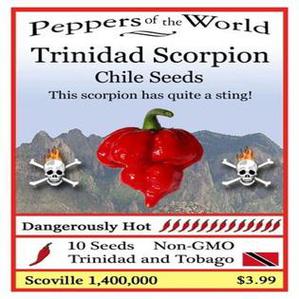 Peppers of the World
Trinidad Scorpion
Chile Seeds
This scorpion has quite a sting!
Dangerously Hot
10 Seeds Non-GMO
Trinidad and Tobago
Scoville 1,400,000 $3.99